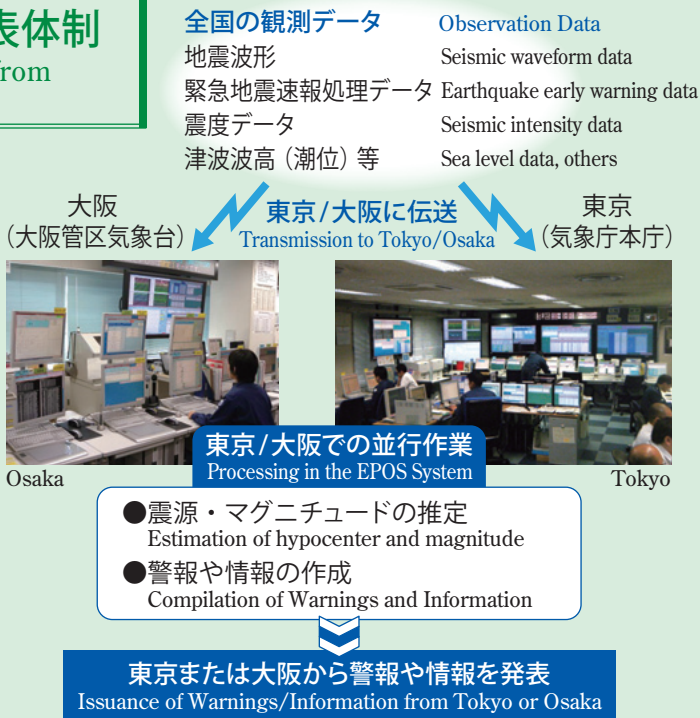 表体制
from
全国の観測データ Observation Data
地震波形 Seismic waveform data
緊急地震速報処理データ Earthquake early warning data
震度データ Seismic intensity data
津波波高（潮位）等 Sea level data, others
大阪
（大阪管区気象台）
東京/大阪に伝送
Transmission to Tokyo/Osaka
東京
（気象庁本庁）
東京/大阪での並行作業
Processing in the EPOS System
Osaka
Tokyo
●震源・マグニチュードの推定
Estimation of hypocenter and magnitude
●警報や情報の作成
Compilation of Warnings and Information
東京または大阪から警報や情報を発表
Issuance of Warnings/Information from Tokyo or Osaka